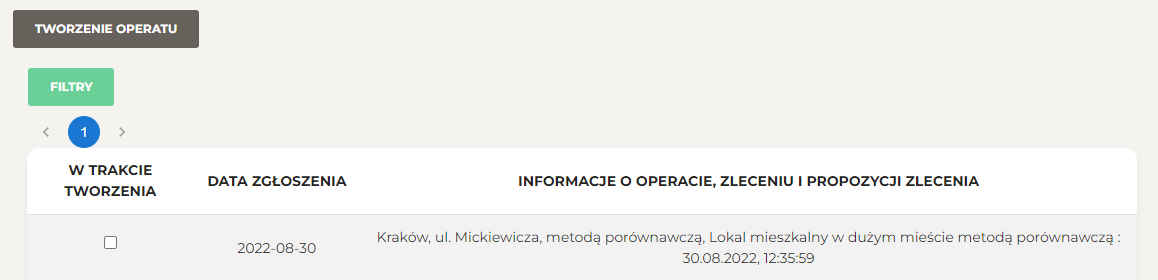 TWORZENIE OPERATU
FILTRY
1
W TRAKCIE
TWORZENIA
DATA ZGŁOSZENIA
INFORMACJE O OPERACIE, ZLECENIU I PROPOZYCJI ZLECENIA
2022-08-30
Kraków, ul. Mickiewicza, metodą porównawczą, Lokal mieszkalny w dużym mieście metodą porównawczą :
30.08.2022, 12:35:59